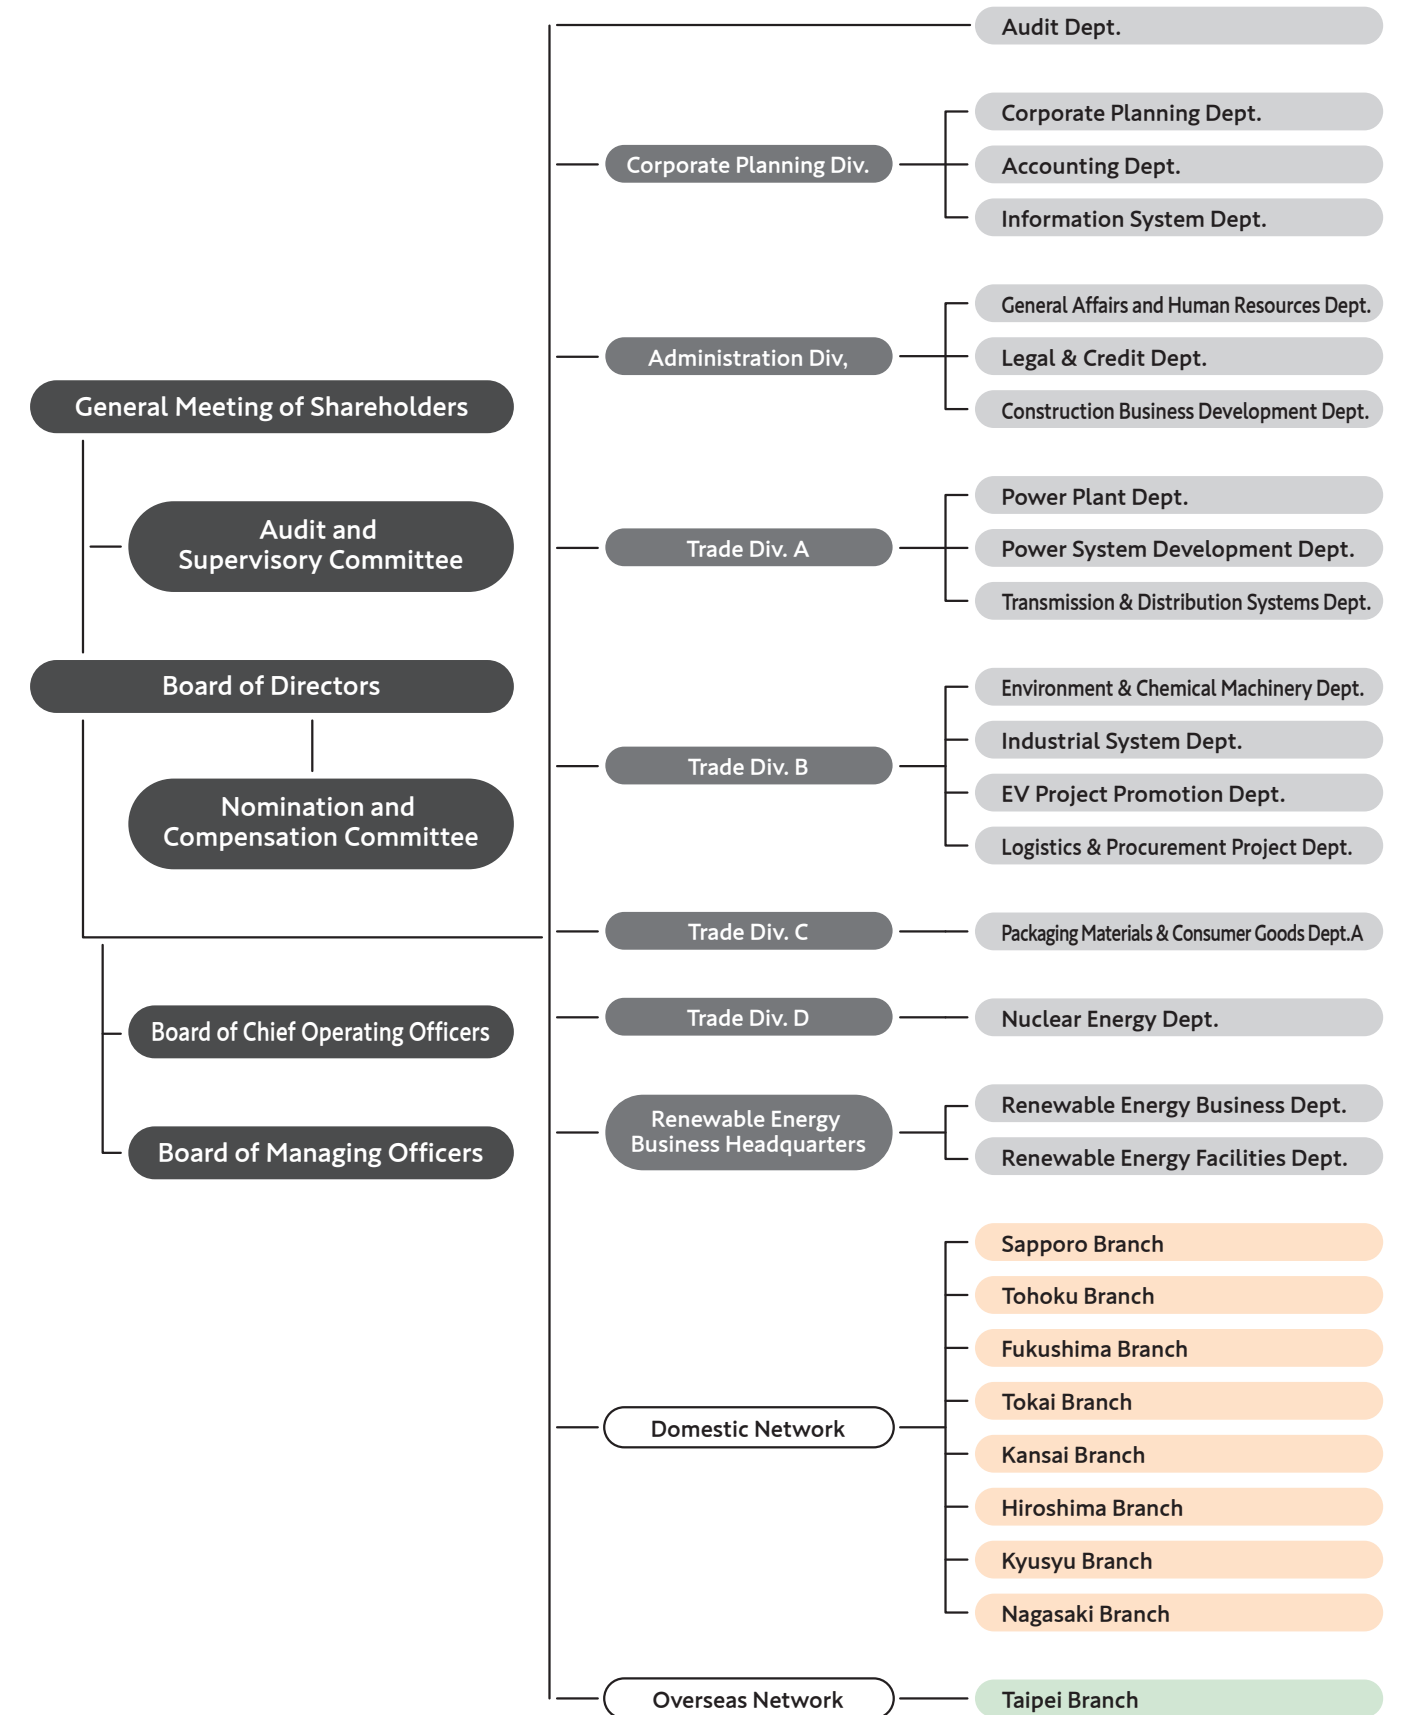 General Meeting of Shareholders
Audit and
Supervisory Committee
Board of Directors
Nomination and
Compensation Committee
Board of Chief Operating Officers
Board of Managing Officers
Audit Dept.
Corporate Planning Div.
Corporate Planning Dept.
Accounting Dept.
Information System Dept.
Administration Div,
General Affairs and Human Resources Dept.
Legal & Credit Dept.
Construction Business Development Dept.
Trade Div. A
Power Plant Dept.
Power System Development Dept.
Transmission & Distribution Systems Dept.
Trade Div. B
Environment & Chemical Machinery Dept.
Industrial System Dept.
EV Project Promotion Dept.
Logistics & Procurement Project Dept.
Trade Div. C
Packaging Materials & Consumer Goods Dept.A
Trade Div. D
Nuclear Energy Dept.
Renewable Energy
Business Headquarters
Renewable Energy Business Dept.
Renewable Energy Facilities Dept.
Domestic Network
Sapporo Branch
Tohoku Branch
Fukushima Branch
Tokai Branch
Kansai Branch
Hiroshima Branch
Kyusyu Branch
Nagasaki Branch
Overseas Network
Taipei Branch